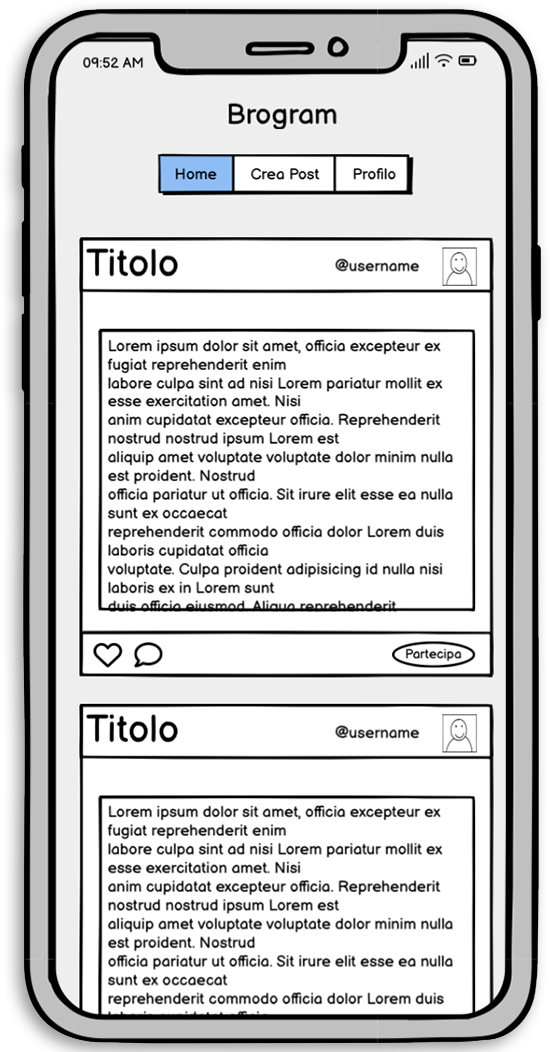 09:52 AM
Brogram
Home Crea Post Profilo
Titolo @username
Lorem ipsum dolor sit amet, officia excepteur ex
fugiat reprehenderit enim
labore culpa sint ad nisi Lorem pariatur mollit ex
esse exercitation amet. Nisi
anim cupidatat excepteur officia. Reprehenderit
nostrud nostrud ipsum Lorem est
aliquip amet voluptate voluptate dolor minim nulla
est proident. Nostrud
officia pariatur ut officia. Sit irure elit esse ea nulla
sunt ex occaecat
reprehenderit commodo officia dolor Lorem duis
laboris cupidatat officia
voluptate. Culpa proident adipisicing id nulla nisi
laboris ex in Lorem sunt
duis officia eiusmod. Aliqua reprehenderit
Partecipa
Titolo @username
Lorem ipsum dolor sit amet, officia excepteur ex
fugiat reprehenderit enim
labore culpa sint ad nisi Lorem pariatur mollit ex
esse exercitation amet. Nisi
anim cupidatat excepteur officia. Reprehenderit
nostrud nostrud ipsum Lorem est
aliquip amet voluptate voluptate dolor minim nulla
est proident. Nostrud
officia pariatur ut officia. Sit irure elit esse ea nulla
sunt ex occaecat
reprehenderit commodo officia dolor Lorem duis